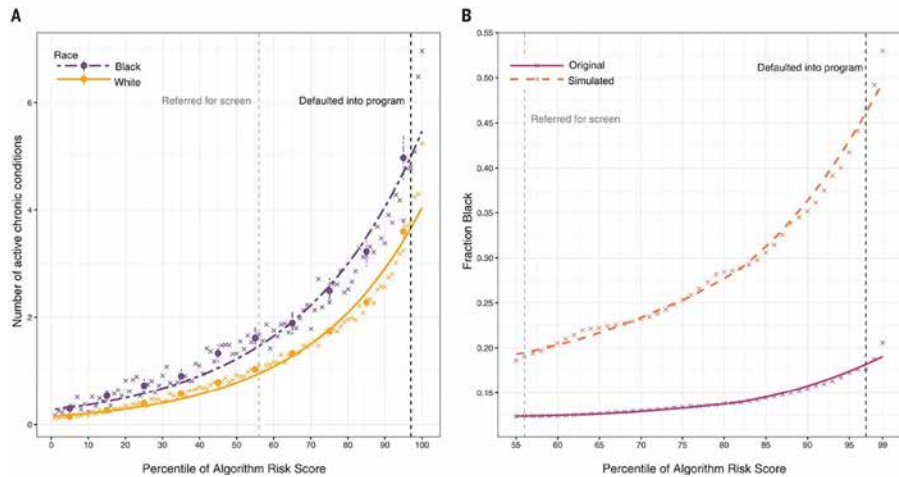 A
Race
Black
White
Referred for screen
Defaulted into program
Number of active chronic conditions
6
4
2
0
0 10 20 30 40 50 60 70 80 90 100
Percentile of Algorithm Risk Score
B
Original
Simulated
Defaulted into program
Referred for screen
Fraction Black
0.55
0.50
0.45
0.40
0.35
0.30
0.25
0.20
0.15
55 60 65 70 75 80 85 90 95 99
Percentile of Algorithm Risk Score